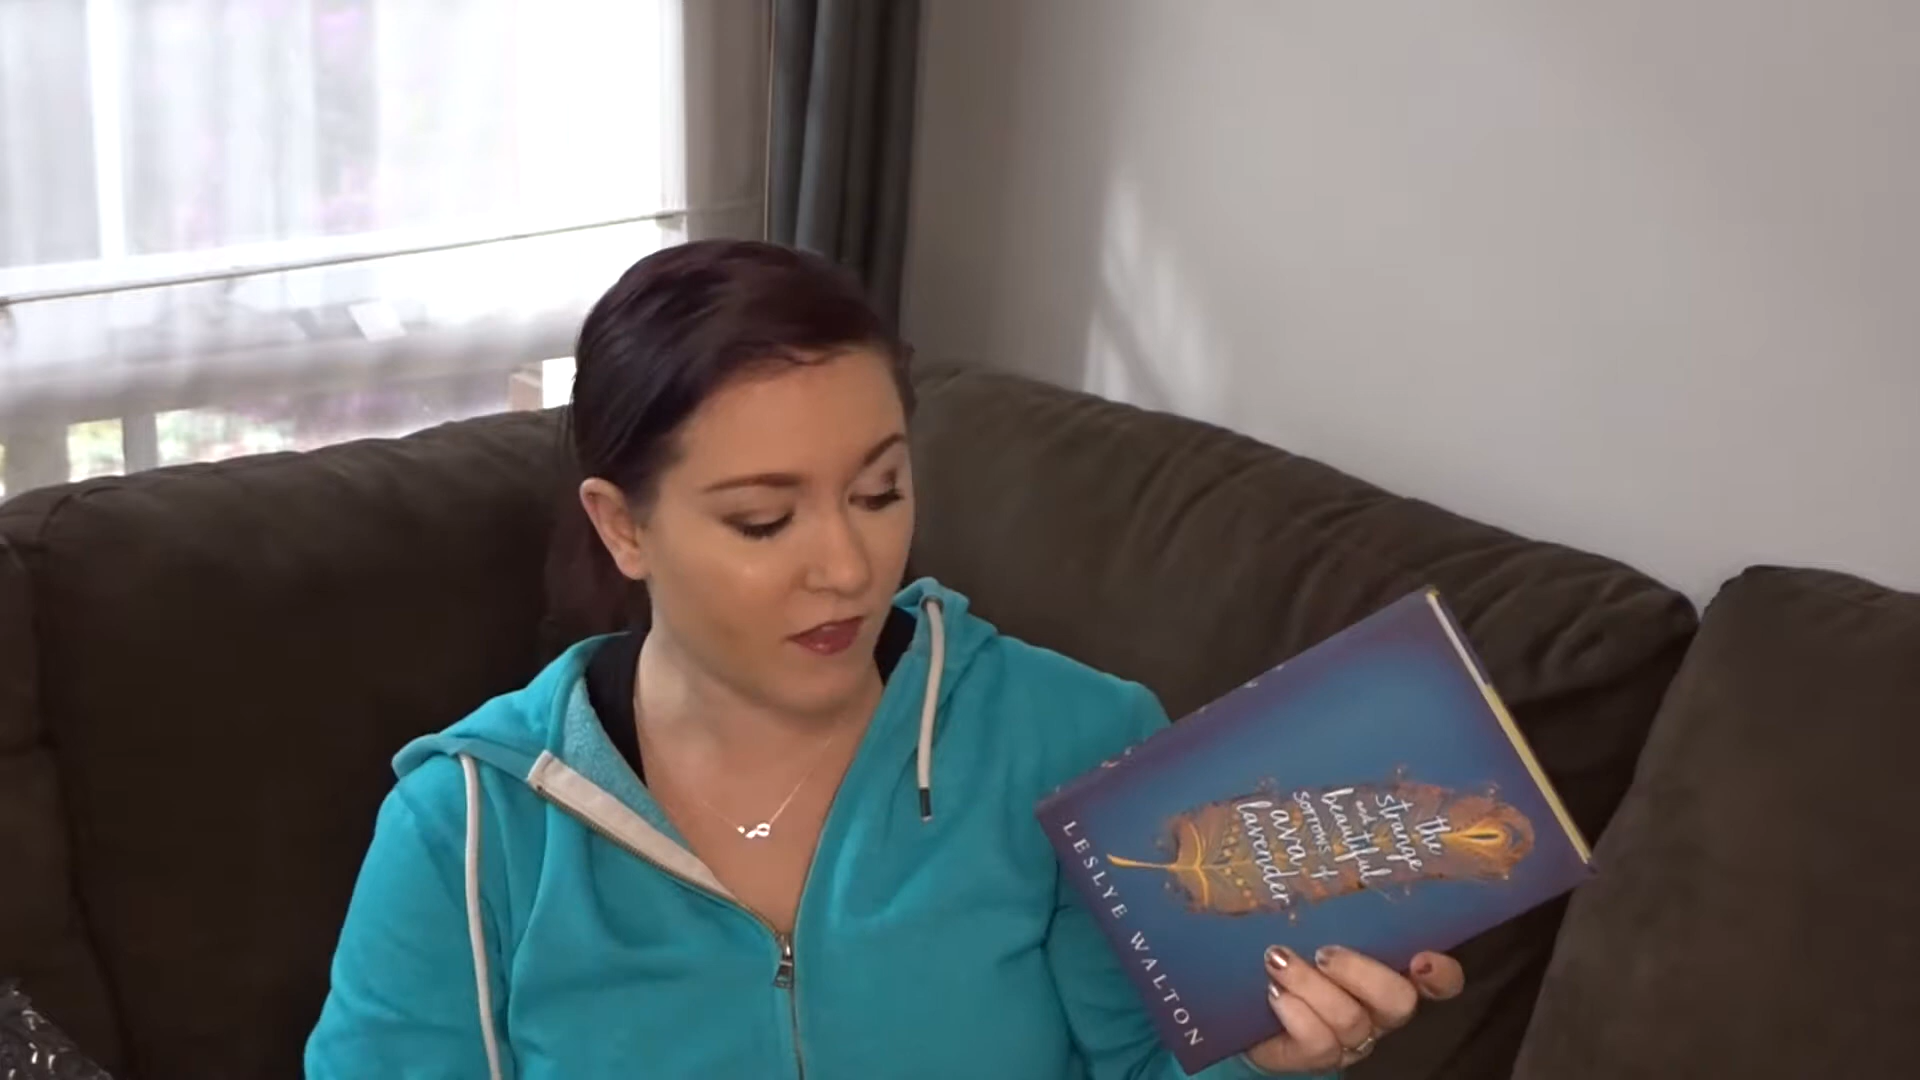 the
strange
and
beautiful
sorrows of
ava
lavender
LESLYE WALTON